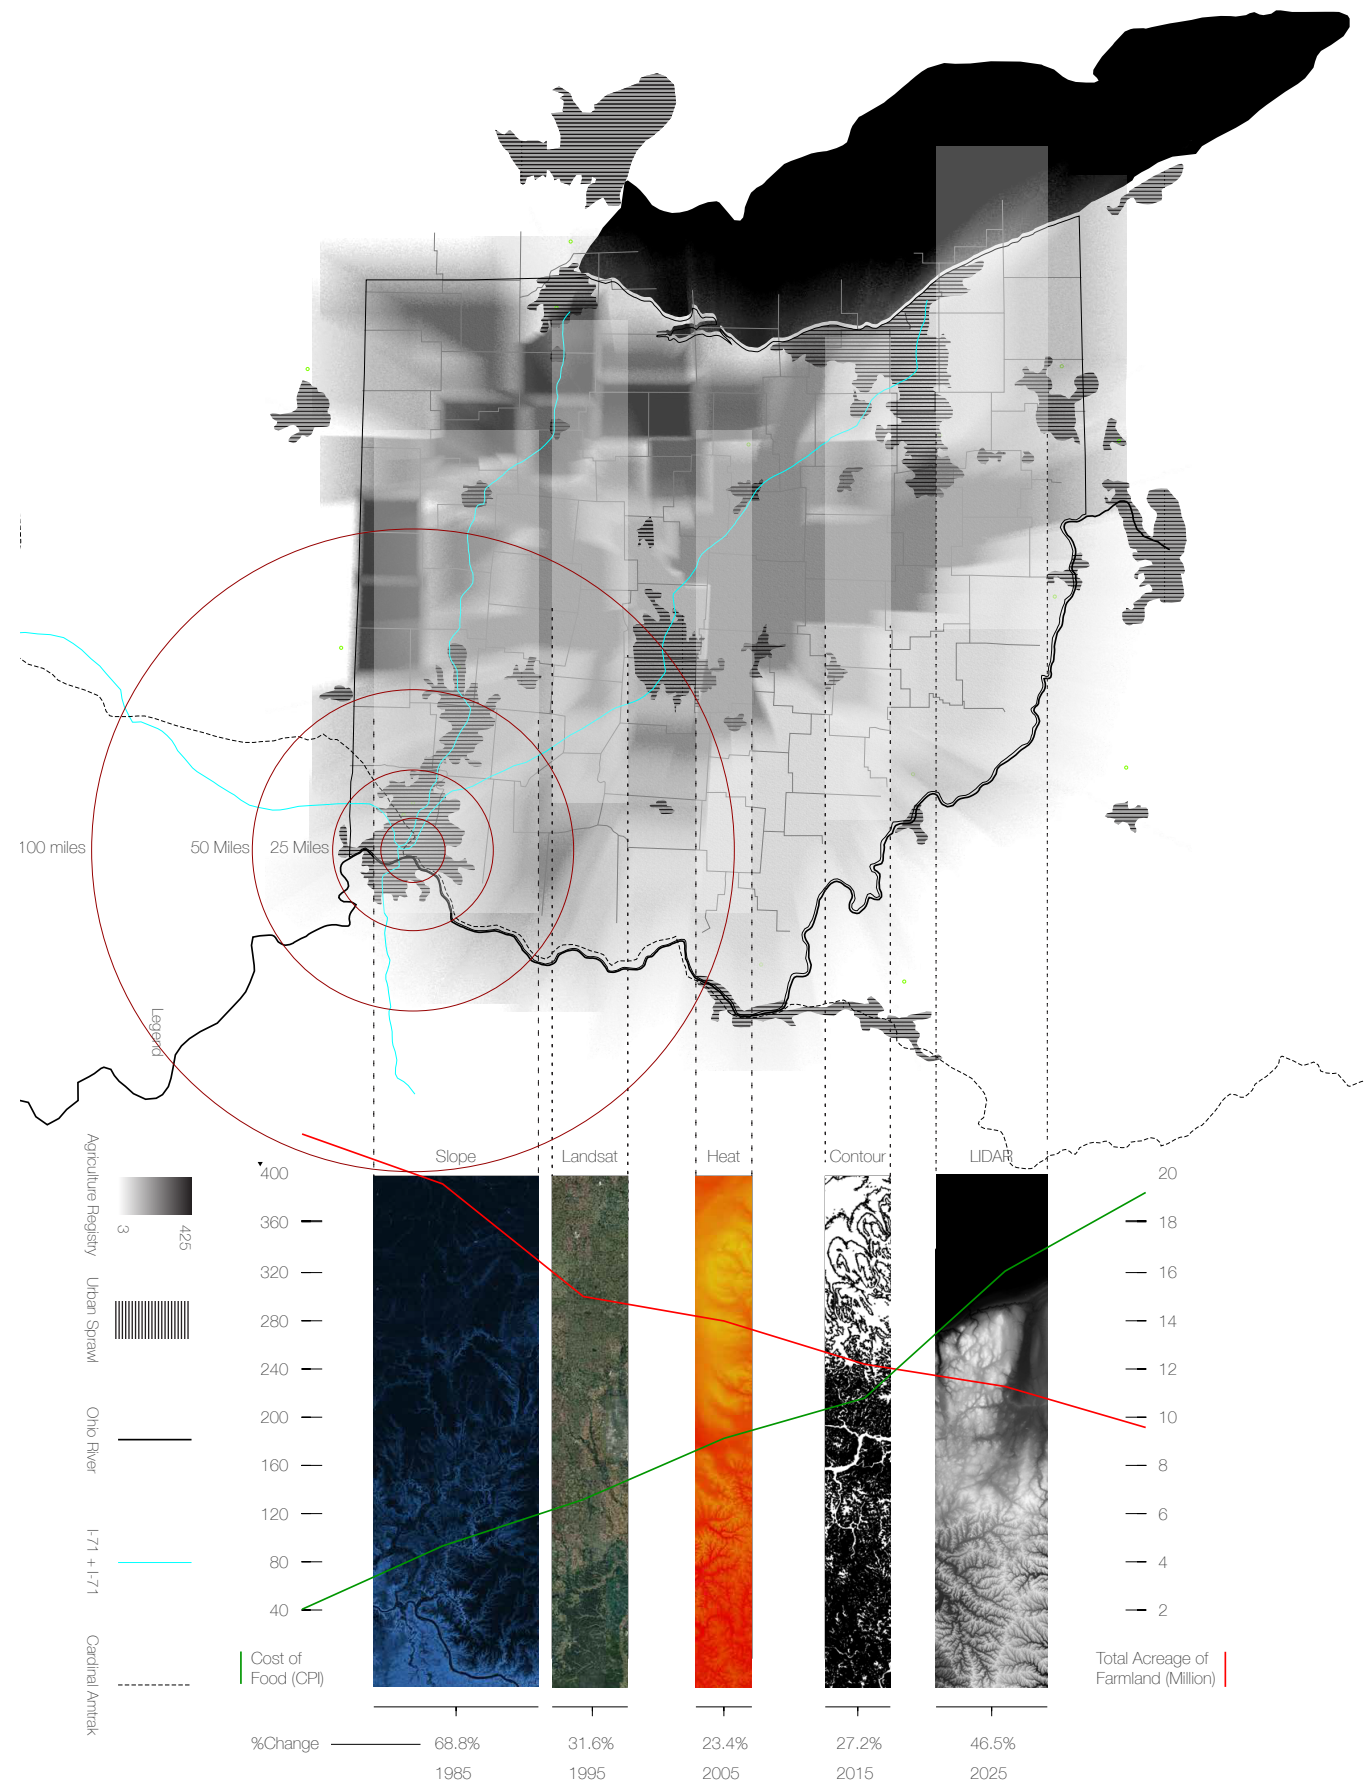 100 miles
50 Miles
25 Miles
Legend
Agriculture Registry
3
425
Urban Sprawl
Ohio River
I-71 + I-71
Cardinal Amtrak
Slope
Landsat
Heat
Contour
LIDAR
400
360
320
280
240
200
160
120
80
40
20
18
16
14
12
10
8
6
4
2
Cost of
Food (CPI)
Total Acreage of
Farmland (Million)
%Change
68.8%
31.6%
23.4%
27.2%
46.5%
1985
1995
2005
2015
2025